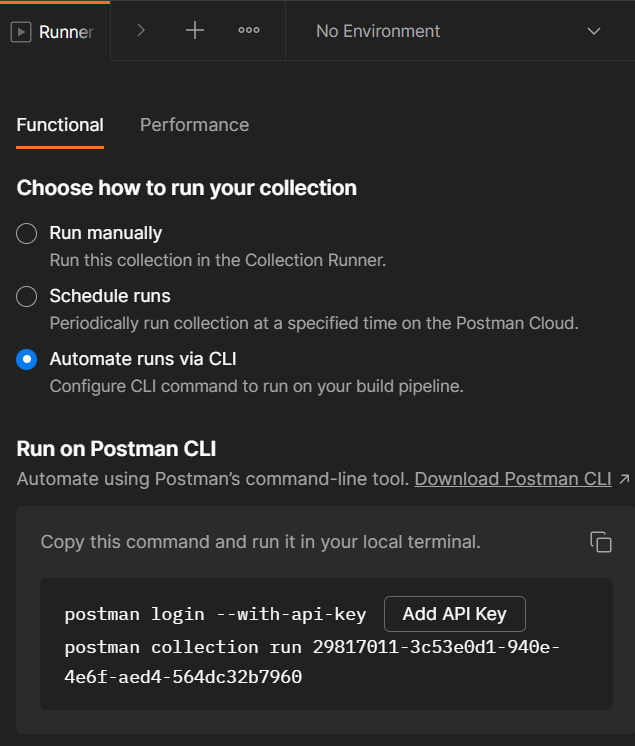 Runner
No Environment
Functional Performance
Choose how to run your collection
Run manually
Run this collection in the Collection Runner.
Schedule runs
Periodically run collection at a specified time on the Postman Cloud.
Automate runs via CLI
Configure CLI command to run on your build pipeline.
Run on Postman CLI
Automate using Postman’s command-line tool. Download Postman CLI ↗
Copy this command and run it in your local terminal.
postman login --with-api-key Add API Key
postman collection run 29817011-3c53e0d1-940e-
4e6f-aed4-564dc32b7960